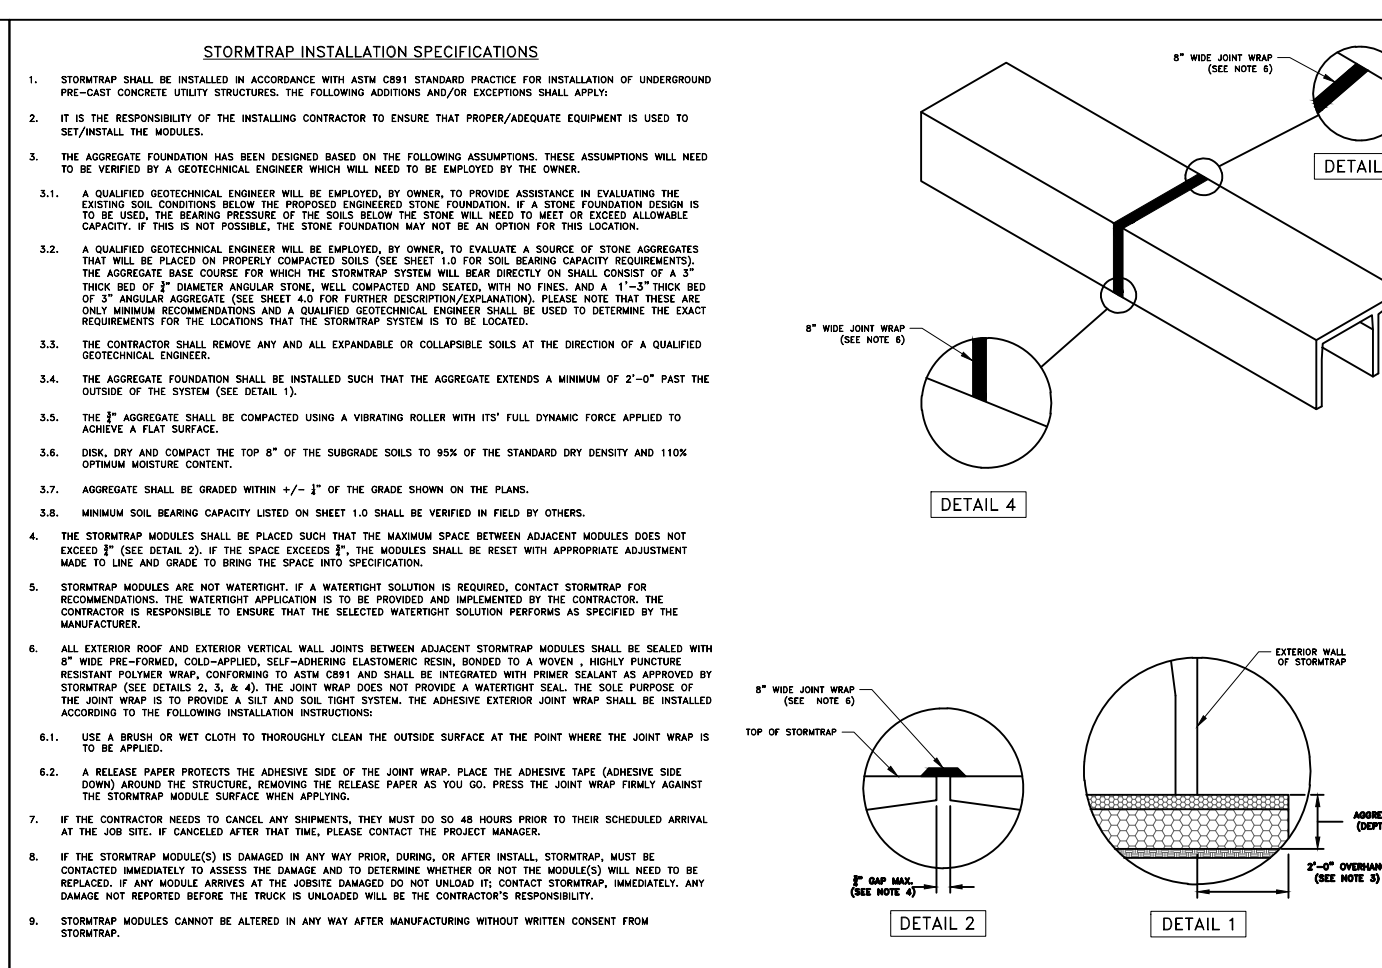 STORMTRAP INSTALLATION SPECIFICATIONS
1. STORMTRAP SHALL BE INSTALLED IN ACCORDANCE WITH ASTM C891 STANDARD PRACTICE FOR INSTALLATION OF UNDERGROUND
PRE-CAST CONCRETE UTILITY STRUCTURES. THE FOLLOWING ADDITIONS AND/OR EXCEPTIONS SHALL APPLY:
2. IT IS THE RESPONSIBILITY OF THE INSTALLING CONTRACTOR TO ENSURE THAT PROPER/ADEQUATE EQUIPMENT IS USED TO
SET/INSTALL THE MODULES.
3. THE AGGREGATE FOUNDATION HAS BEEN DESIGNED BASED ON THE FOLLOWING ASSUMPTIONS. THESE ASSUMPTIONS WILL NEED
TO BE VERIFIED BY A GEOTECHNICAL ENGINEER WHICH WILL NEED TO BE EMPLOYED BY THE OWNER.
3.1. A QUALIFIED GEOTECHNICAL ENGINEER WILL BE EMPLOYED, BY OWNER, TO PROVIDE ASSISTANCE IN EVALUATING THE
EXISTING SOIL CONDITIONS BELOW THE PROPOSED ENGINEERED STONE FOUNDATION. IF A STONE FOUNDATION DESIGN IS
TO BE USED, THE BEARING PRESSURE OF THE SOILS BELOW THE STONE WILL NEED TO MEET OR EXCEED ALLOWABLE
CAPACITY. IF THIS IS NOT POSSIBLE, THE STONE FOUNDATION MAY NOT BE AN OPTION FOR THIS LOCATION.
3.2. A QUALIFIED GEOTECHNICAL ENGINEER WILL BE EMPLOYED, BY OWNER, TO EVALUATE A SOURCE OF STONE AGGREGATES
THAT WILL BE PLACED ON PROPERLY COMPACTED SOILS (SEE SHEET 1.0 FOR SOIL BEARING CAPACITY REQUIREMENTS).
THE AGGREGATE BASE COURSE FOR WHICH THE STORMTRAP SYSTEM WILL BEAR DIRECTLY ON SHALL CONSIST OF A 3"
THICK BED OF ¾" DIAMETER ANGULAR STONE, WELL COMPACTED AND SEATED, WITH NO FINES. AND A 1'-3" THICK BED
OF 3" ANGULAR AGGREGATE (SEE SHEET 4.0 FOR FURTHER DESCRIPTION/EXPLANATION). PLEASE NOTE THAT THESE ARE
ONLY MINIMUM RECOMMENDATIONS AND A QUALIFIED GEOTECHNICAL ENGINEER SHALL BE USED TO DETERMINE THE EXACT
REQUIREMENTS FOR THE LOCATIONS THAT THE STORMTRAP SYSTEM IS TO BE LOCATED.
3.3. THE CONTRACTOR SHALL REMOVE ANY AND ALL EXPANDABLE OR COLLAPSIBLE SOILS AT THE DIRECTION OF A QUALIFIED
GEOTECHNICAL ENGINEER.
3.4. THE AGGREGATE FOUNDATION SHALL BE INSTALLED SUCH THAT THE AGGREGATE EXTENDS A MINIMUM OF 2'-0" PAST THE
OUTSIDE OF THE SYSTEM (SEE DETAIL 1).
3.5. THE ¾" AGGREGATE SHALL BE COMPACTED USING A VIBRATING ROLLER WITH ITS' FULL DYNAMIC FORCE APPLIED TO
ACHIEVE A FLAT SURFACE.
3.6. DISK, DRY AND COMPACT THE TOP 8" OF THE SUBGRADE SOILS TO 95% OF THE STANDARD DRY DENSITY AND 110%
OPTIMUM MOISTURE CONTENT.
3.7. AGGREGATE SHALL BE GRADED WITHIN +/- ¼" OF THE GRADE SHOWN ON THE PLANS.
3.8. MINIMUM SOIL BEARING CAPACITY LISTED ON SHEET 1.0 SHALL BE VERIFIED IN FIELD BY OTHERS.
4. THE STORMTRAP MODULES SHALL BE PLACED SUCH THAT THE MAXIMUM SPACE BETWEEN ADJACENT MODULES DOES NOT
EXCEED ¾" (SEE DETAIL 2). IF THE SPACE EXCEEDS ¾", THE MODULES SHALL BE RESET WITH APPROPRIATE ADJUSTMENT
MADE TO LINE AND GRADE TO BRING THE SPACE INTO SPECIFICATION.
5. STORMTRAP MODULES ARE NOT WATERTIGHT. IF A WATERTIGHT SOLUTION IS REQUIRED, CONTACT STORMTRAP FOR
RECOMMENDATIONS. THE WATERTIGHT APPLICATION IS TO BE PROVIDED AND IMPLEMENTED BY THE CONTRACTOR. THE
CONTRACTOR IS RESPONSIBLE TO ENSURE THAT THE SELECTED WATERTIGHT SOLUTION PERFORMS AS SPECIFIED BY THE
MANUFACTURER.
6. ALL EXTERIOR ROOF AND EXTERIOR VERTICAL WALL JOINTS BETWEEN ADJACENT STORMTRAP MODULES SHALL BE SEALED WITH
8" WIDE PRE-FORMED, COLD-APPLIED, SELF-ADHERING ELASTOMERIC RESIN, BONDED TO A WOVEN , HIGHLY PUNCTURE
RESISTANT POLYMER WRAP, CONFORMING TO ASTM C891 AND SHALL BE INTEGRATED WITH PRIMER SEALANT AS APPROVED BY
STORMTRAP (SEE DETAILS 2, 3, & 4). THE JOINT WRAP DOES NOT PROVIDE A WATERTIGHT SEAL. THE SOLE PURPOSE OF
THE JOINT WRAP IS TO PROVIDE A SILT AND SOIL TIGHT SYSTEM. THE ADHESIVE EXTERIOR JOINT WRAP SHALL BE INSTALLED
ACCORDING TO THE FOLLOWING INSTALLATION INSTRUCTIONS:
6.1. USE A BRUSH OR WET CLOTH TO THOROUGHLY CLEAN THE OUTSIDE SURFACE AT THE POINT WHERE THE JOINT WRAP IS
TO BE APPLIED.
6.2. A RELEASE PAPER PROTECTS THE ADHESIVE SIDE OF THE JOINT WRAP. PLACE THE ADHESIVE TAPE (ADHESIVE SIDE
DOWN) AROUND THE STRUCTURE, REMOVING THE RELEASE PAPER AS YOU GO. PRESS THE JOINT WRAP FIRMLY AGAINST
THE STORMTRAP MODULE SURFACE WHEN APPLYING.
7. IF THE CONTRACTOR NEEDS TO CANCEL ANY SHIPMENTS, THEY MUST DO SO 48 HOURS PRIOR TO THEIR SCHEDULED ARRIVAL
AT THE JOB SITE. IF CANCELED AFTER THAT TIME, PLEASE CONTACT THE PROJECT MANAGER.
8. IF THE STORMTRAP MODULE(S) IS DAMAGED IN ANY WAY PRIOR, DURING, OR AFTER INSTALL, STORMTRAP, MUST BE
CONTACTED IMMEDIATELY TO ASSESS THE DAMAGE AND TO DETERMINE WHETHER OR NOT THE MODULE(S) WILL NEED TO BE
REPLACED. IF ANY MODULE ARRIVES AT THE JOBSITE DAMAGED DO NOT UNLOAD IT; CONTACT STORMTRAP, IMMEDIATELY. ANY
DAMAGE NOT REPORTED BEFORE THE TRUCK IS UNLOADED WILL BE THE CONTRACTOR'S RESPONSIBILITY.
9. STORMTRAP MODULES CANNOT BE ALTERED IN ANY WAY AFTER MANUFACTURING WITHOUT WRITTEN CONSENT FROM
STORMTRAP.
8" WIDE JOINT WRAP
(SEE NOTE 6)
DETAIL
8" WIDE JOINT WRAP
(SEE NOTE 6)
DETAIL 4
8" WIDE JOINT WRAP
(SEE NOTE 6)
TOP OF STORMTRAP
¾" GAP MAX.
(SEE NOTE 4)
DETAIL 2
EXTERIOR WALL
OF STORMTRAP
AGGRE
(DEPT
2'-0" OVERHANG
(SEE NOTE 3)
DETAIL 1